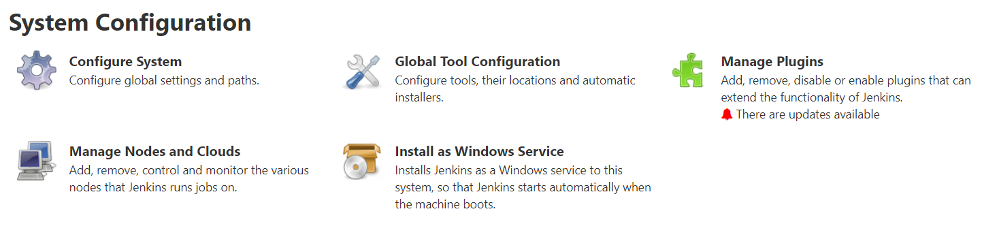 System Configuration
Configure System
Configure global settings and paths.
Global Tool Configuration
Configure tools, their locations and automatic
installers.
Manage Plugins
Add, remove, disable or enable plugins that can
extend the functionality of Jenkins.
There are updates available
Manage Nodes and Clouds
Add, remove, control and monitor the various
nodes that Jenkins runs jobs on.
Install as Windows Service
Installs Jenkins as a Windows service to this
system, so that Jenkins starts automatically when
the machine boots.